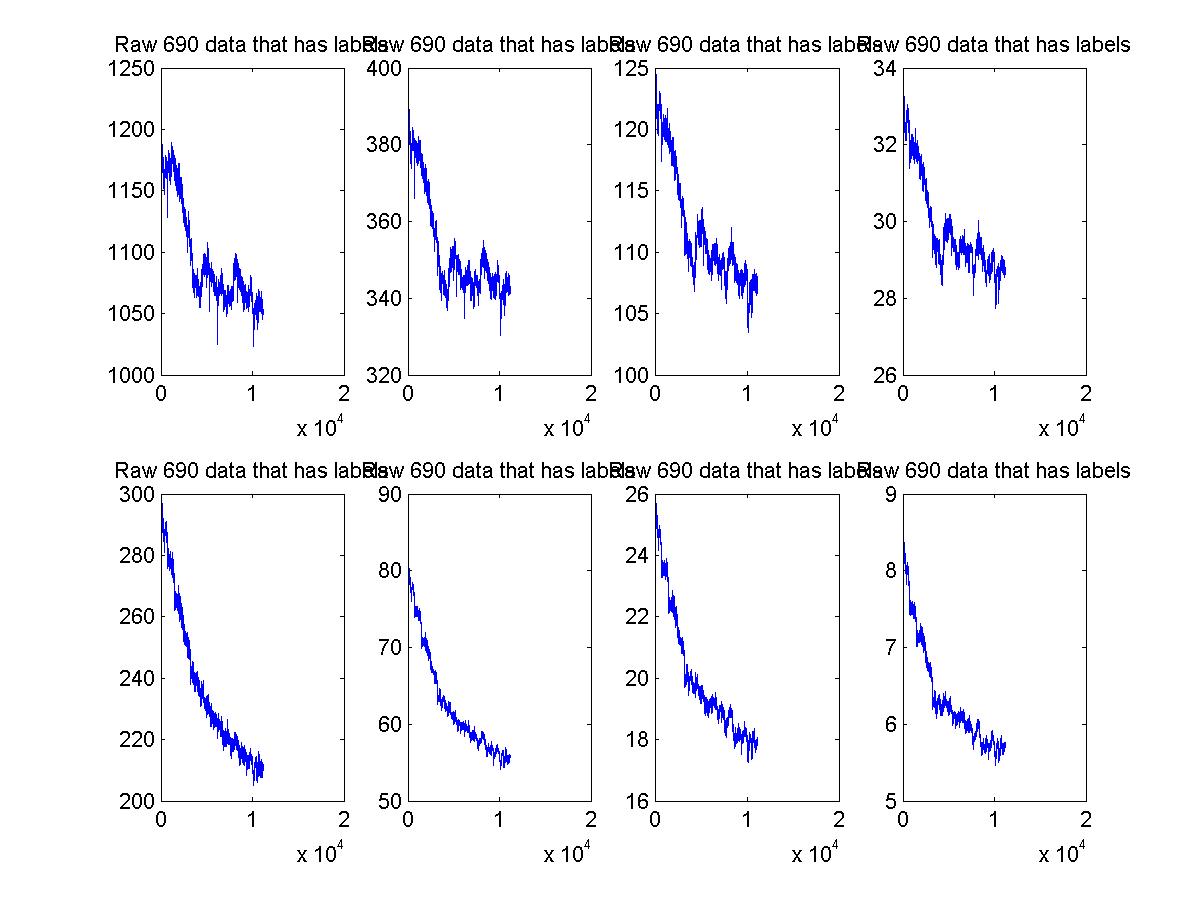 Raw 690 data that has labels Raw 690 data that has labels Raw 690 data that has labels Raw 690 data that has labels
1250 400 125 34
1200 380 120 32
1150 115
1100 360 110 30
1050 340 105 28
1000 320 100 26
0 1 2 0 1 2 0 1 2 0 1 2
x 10^4 x 10^4 x 10^4 x 10^4
Raw 690 data that has labels Raw 690 data that has labels Raw 690 data that has labels Raw 690 data that has labels
300 90 26 9
280 80 24 8
260 70 22 7
240 20
220 60 18 6
200 50 16 5
0 1 2 0 1 2 0 1 2 0 1 2
x 10^4 x 10^4 x 10^4 x 10^4